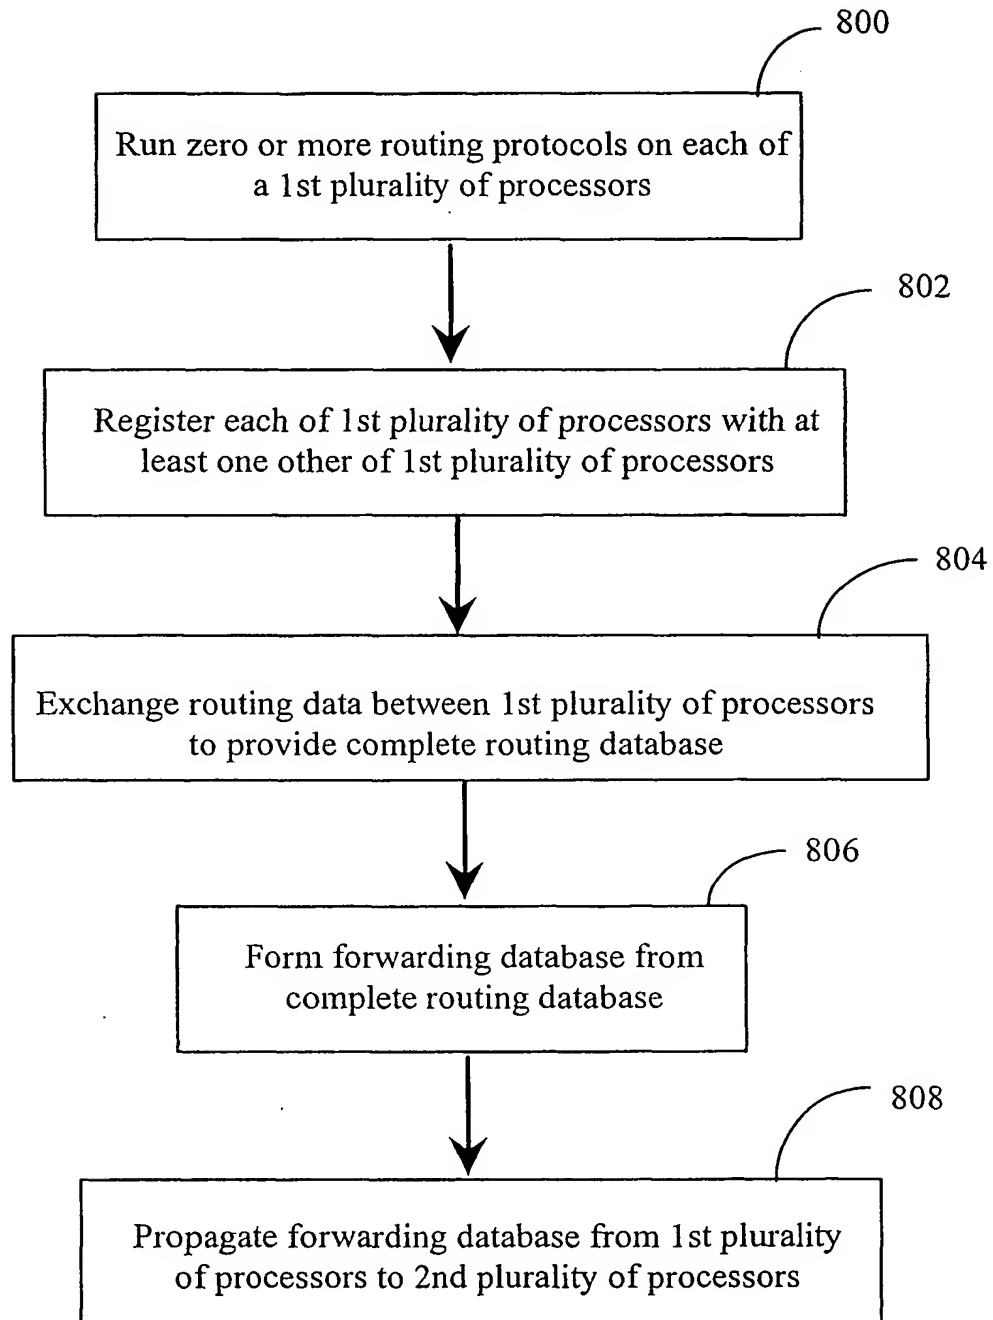 800
Run zero or more routing protocols on each of
a 1st plurality of processors
802
Register each of 1st plurality of processors with at
least one other of 1st plurality of processors
804
Exchange routing data between 1st plurality of processors
to provide complete routing database
806
Form forwarding database from
complete routing database
808
Propagate forwarding database from 1st plurality
of processors to 2nd plurality of processors